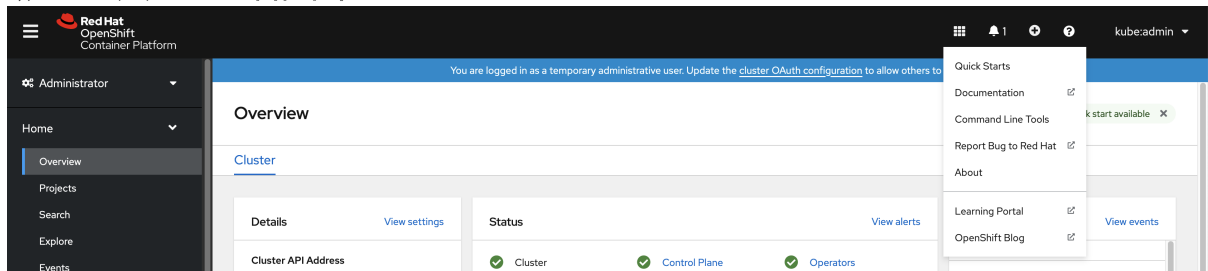 Red Hat
OpenShift
Container Platform
1
kube:admin
Administrator
You are logged in as a temporary administrative user. Update the cluster OAuth configuration to allow others to
Quick Starts
Documentation
Command Line Tools
Report Bug to Red Hat
About
Learning Portal
OpenShift Blog
Home
Overview
Projects
Search
Explore
Events
Overview
start available
Cluster
Details
View settings
Status
View alerts
View events
Cluster API Address
Cluster
Control Plane
Operators